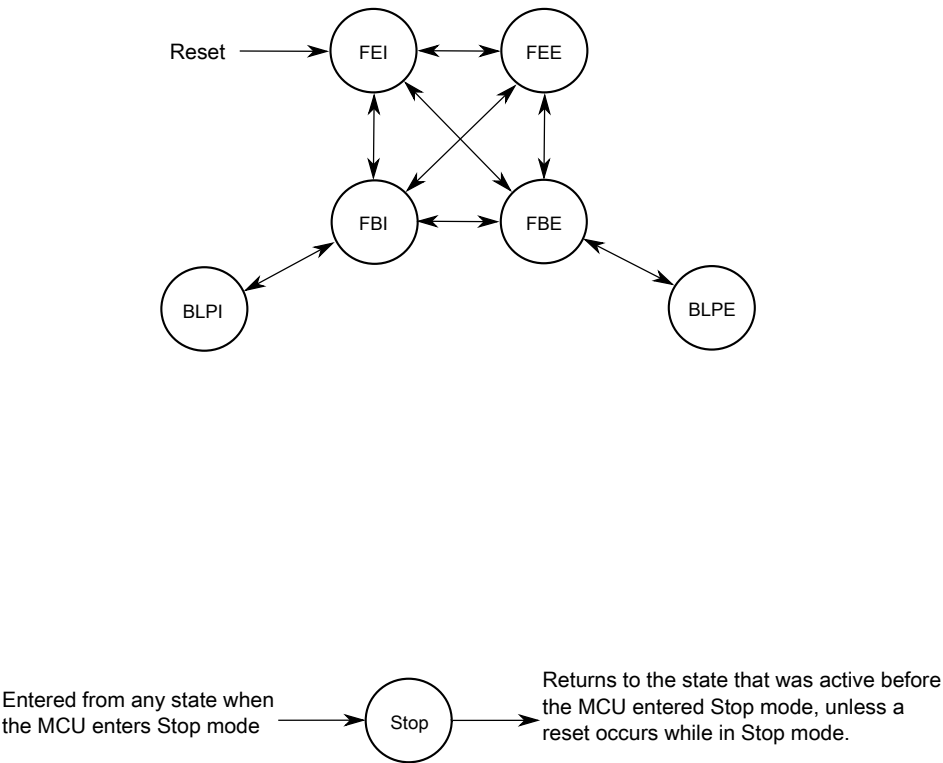 Reset
FEI
FEE
FBI
FBE
BLPI
BLPE
Entered from any state when
the MCU enters Stop mode
Stop
Returns to the state that was active before
the MCU entered Stop mode, unless a
reset occurs while in Stop mode.